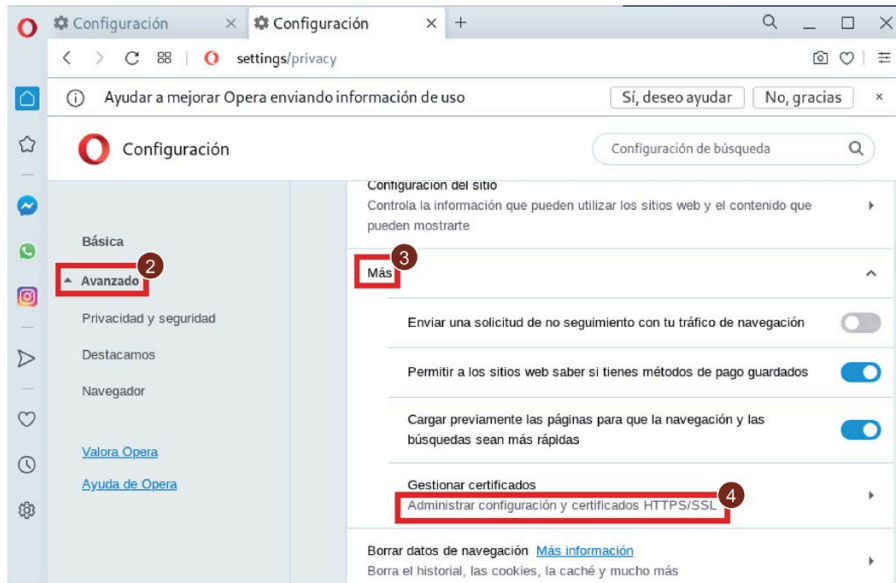 Configuración
Configuración
settings/privacy
Ayudar a mejorar Opera enviando información de uso
Sí, deseo ayudar
No, gracias
Configuración
Configuración de búsqueda
Básica
2
Avanzado
Privacidad y seguridad
Destacamos
Navegador
Valora Opera
Ayuda de Opera
Configuración del sitio
Controla la información que pueden utilizar los sitios web y el contenido que
pueden mostrarte
3
Más
Enviar una solicitud de no seguimiento con tu tráfico de navegación
Permitir a los sitios web saber si tienes métodos de pago guardados
Cargar previamente las páginas para que la navegación y las
búsquedas sean más rápidas
Gestionar certificados
4
Administrar configuración y certificados HTTPS/SSL
Borrar datos de navegación Más información
Borra el historial, las cookies, la caché y mucho más